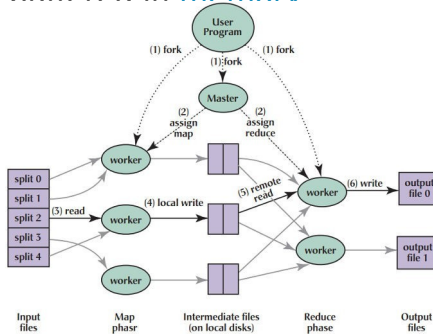 User
Program
(1) fork
(1) fork
(1) fork
Master
(2)
assign
map
(2)
assign
reduce
worker
split 0
split 1
split 2
split 3
split 4
(3) read
worker
(4) local write
(5) remote
read
worker
(6) write
output
file 0
worker
output
file 1
worker
Input
files
Map
phasr
Intermediate files
(on local disks)
Reduce
phase
Output
files